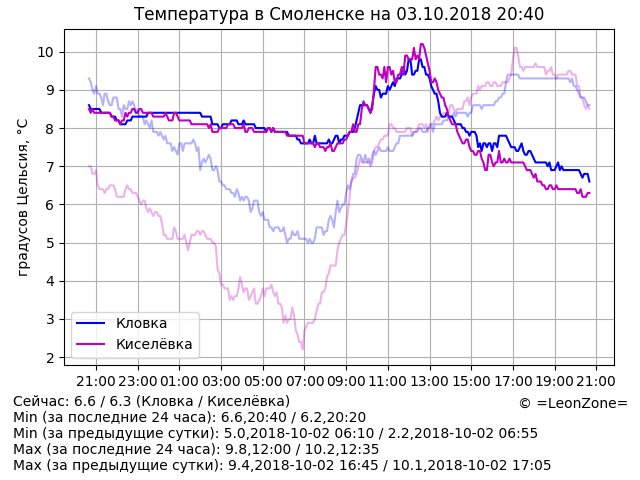 Температура в Смоленске на 03.10.2018 20:40
градусов Цельсия, °C
10
9
8
7
6
5
4
3
2
Кловка
Киселёвка
21:00 23:00 01:00 03:00 05:00 07:00 09:00 11:00 13:00 15:00 17:00 19:00 21:00
Сейчас: 6.6 / 6.3 (Кловка / Киселёвка)
© =LeonZone=
Min (за последние 24 часа): 6.6,20:40 / 6.2,20:20
Min (за предыдущие сутки): 5.0,2018-10-02 06:10 / 2.2,2018-10-02 06:55
Max (за последние 24 часа): 9.8,12:00 / 10.2,12:35
Max (за предыдущие сутки): 9.4,2018-10-02 16:45 / 10.1,2018-10-02 17:05